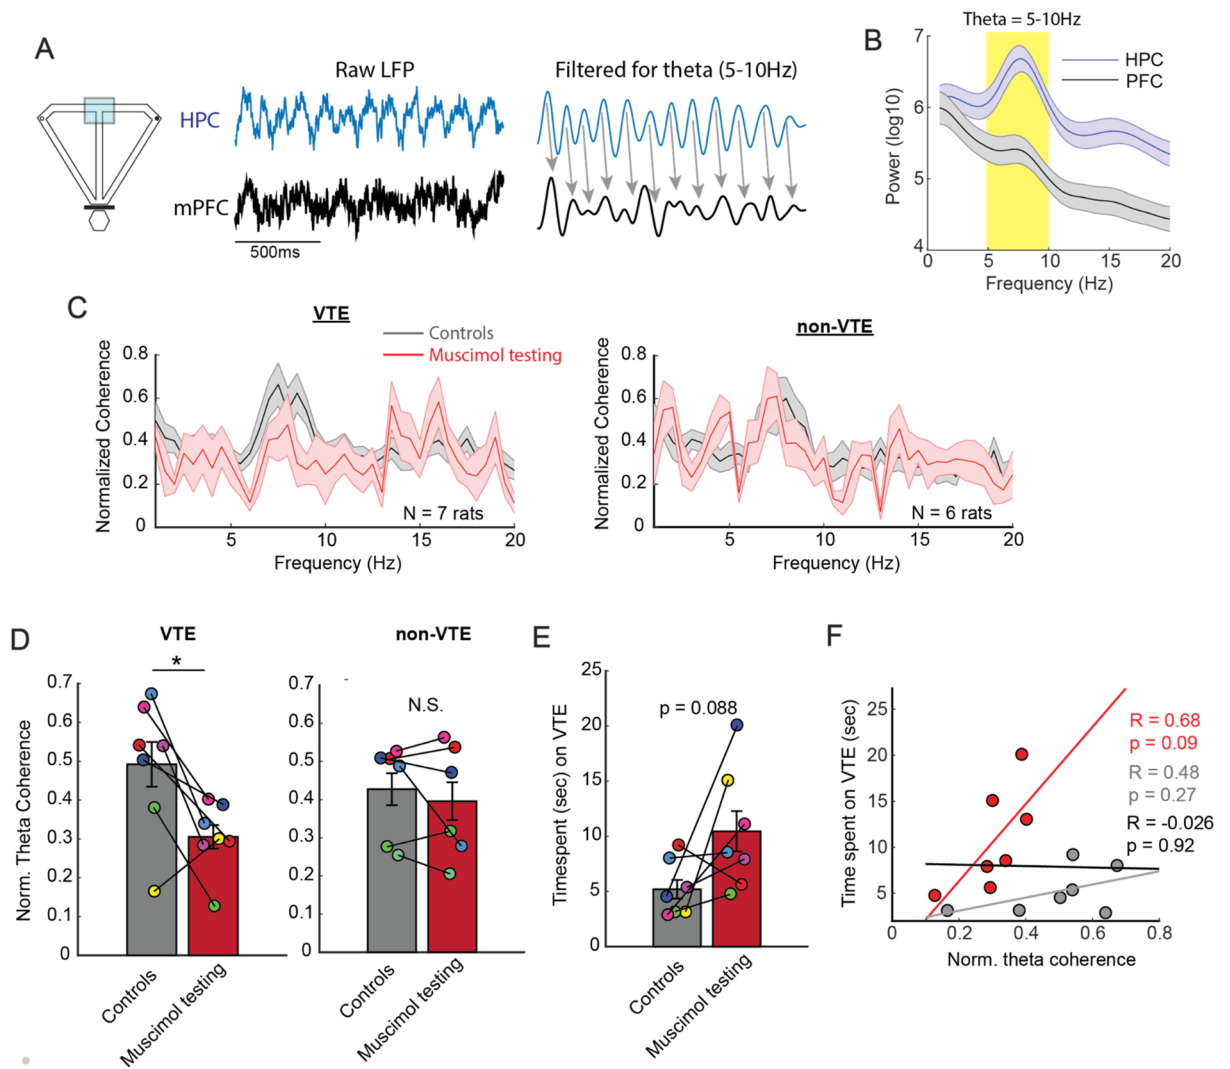 A
Raw LFP
Filtered for theta (5-10Hz)
HPC
mPFC
500ms
B
Theta = 5-10Hz
7
6
5
4
Power (log10)
HPC
PFC
0
5
10
15
20
Frequency (Hz)
C
VTE
Controls
Muscimol testing
Normalized Coherence
0.8
0.6
0.4
0.2
0
N = 7 rats
5
10
15
20
Frequency (Hz)
non-VTE
Normalized Coherence
0.8
0.6
0.4
0.2
0
N = 6 rats
5
10
15
20
Frequency (Hz)
D
VTE
*
Norm. Theta Coherence
0.7
0.6
0.5
0.4
0.3
0.2
0.1
0
Controls
Muscimol testing
non-VTE
N.S.
0.7
0.6
0.5
0.4
0.3
0.2
0.1
0
Controls
Muscimol testing
E
Timespent (sec) on VTE
25
20
15
10
5
0
p = 0.088
Controls
Muscimol testing
F
Time spent on VTE (sec)
25
20
15
10
5
R = 0.68
p = 0.09
R = 0.48
p = 0.27
R = -0.026
p = 0.92
0
0.2
0.4
0.6
0.8
Norm. theta coherence